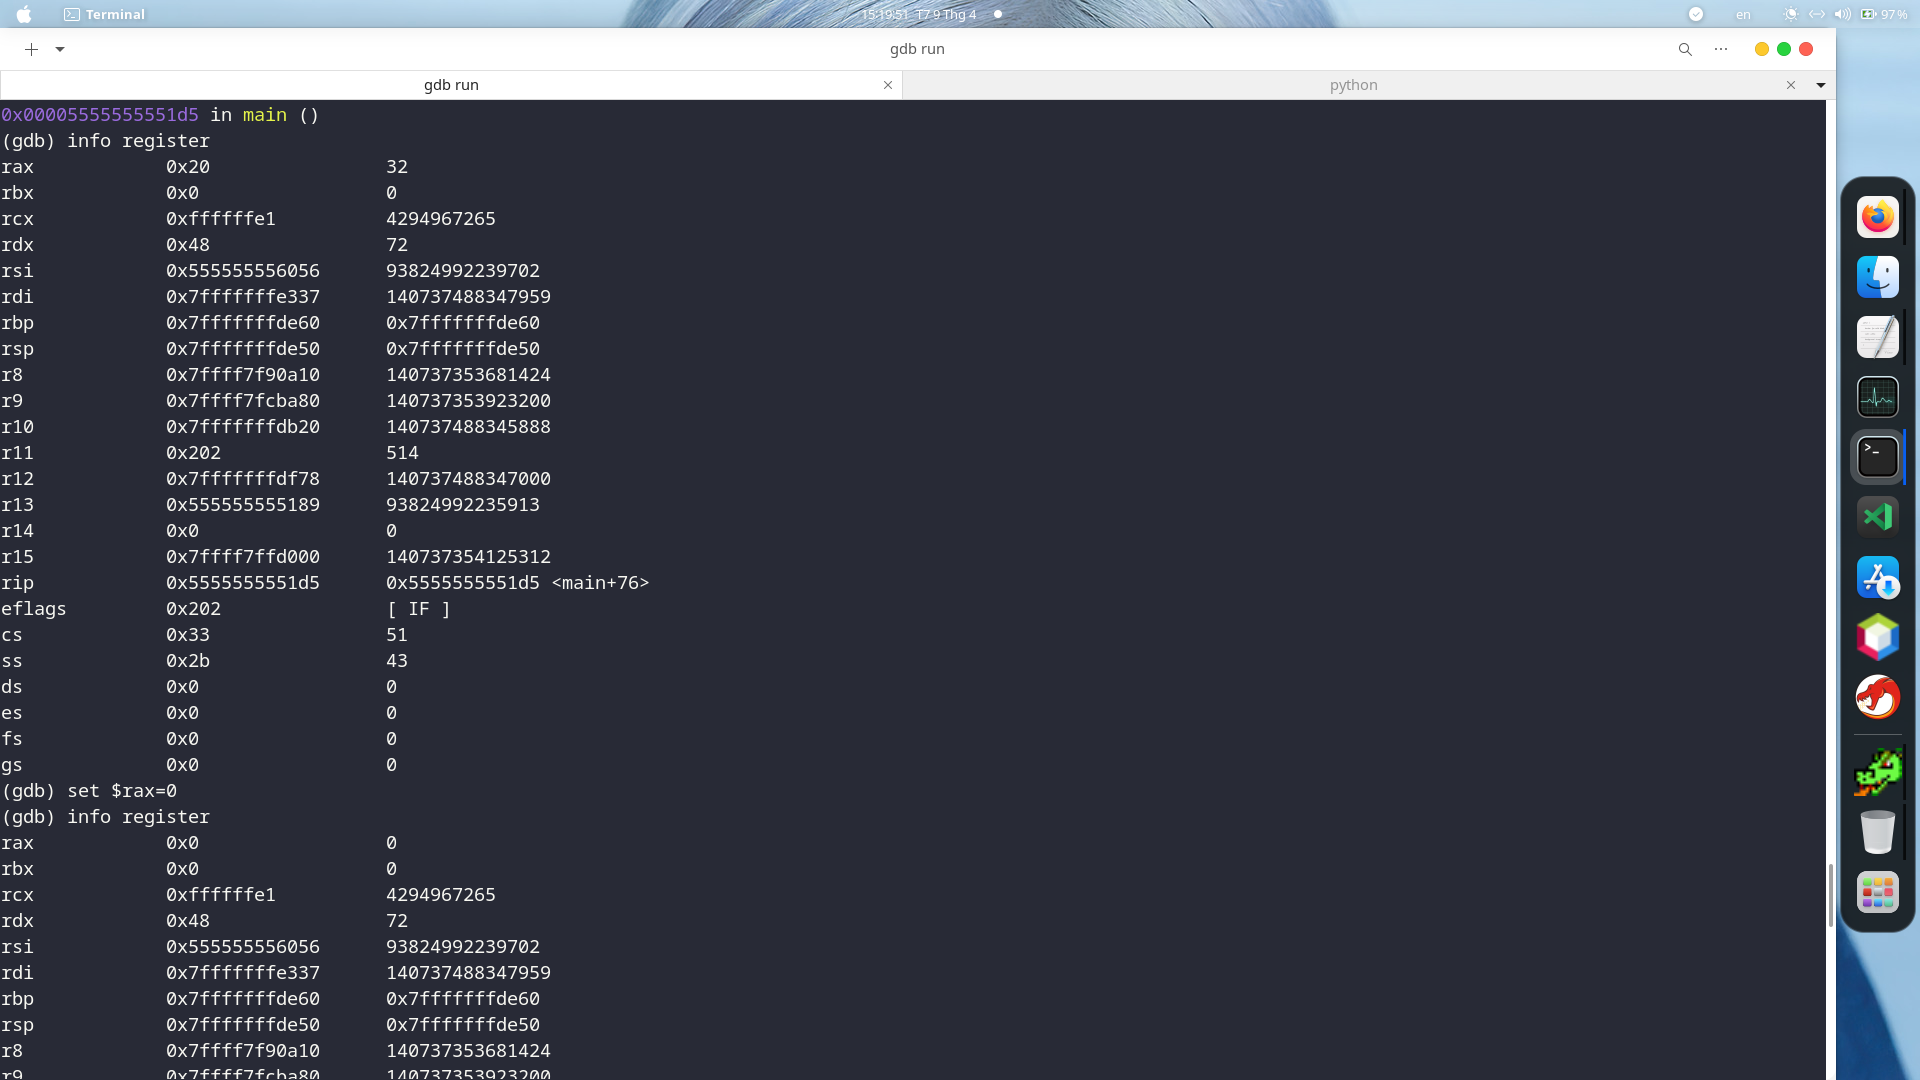 Terminal
15:19:51 T7 9 Thg 4
en
97%
gdb run
gdb run
python
0x00005555555551d5 in main ()
(gdb) info register
rax 0x20 32
rbx 0x0 0
rcx 0xffffffe1 4294967265
rdx 0x48 72
rsi 0x555555556056 93824992239702
rdi 0x7fffffffe337 140737488347959
rbp 0x7fffffffde60 0x7fffffffde60
rsp 0x7fffffffde50 0x7fffffffde50
r8 0x7ffff7f90a10 140737353681424
r9 0x7ffff7fcba80 140737353923200
r10 0x7fffffffdb20 140737488345888
r11 0x202 514
r12 0x7fffffffdf78 140737488347000
r13 0x555555555189 93824992235913
r14 0x0 0
r15 0x7ffff7ffd000 140737354125312
rip 0x5555555551d5 0x5555555551d5 <main+76>
eflags 0x202 [ IF ]
cs 0x33 51
ss 0x2b 43
ds 0x0 0
es 0x0 0
fs 0x0 0
gs 0x0 0
(gdb) set $rax=0
(gdb) info register
rax 0x0 0
rbx 0x0 0
rcx 0xffffffe1 4294967265
rdx 0x48 72
rsi 0x555555556056 93824992239702
rdi 0x7fffffffe337 140737488347959
rbp 0x7fffffffde60 0x7fffffffde60
rsp 0x7fffffffde50 0x7fffffffde50
r8 0x7ffff7f90a10 140737353681424
r9 0x7ffff7fcba80 140737353923200